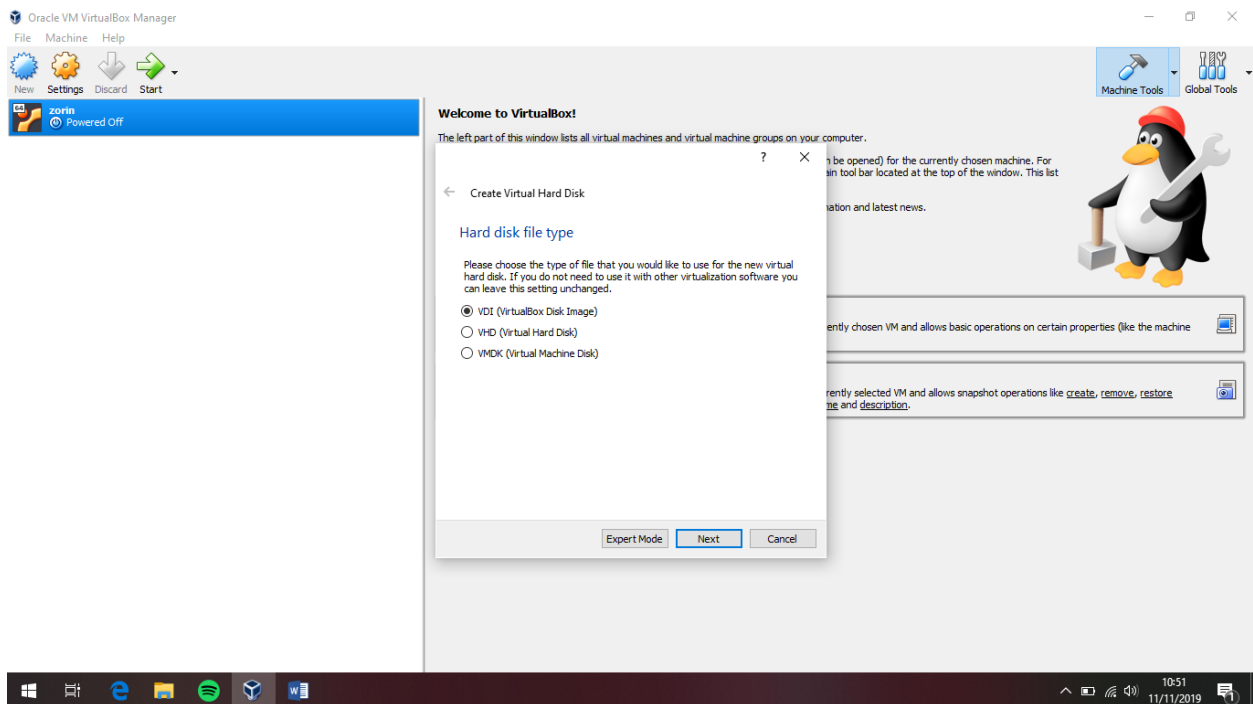 Oracle VM VirtualBox Manager
File Machine Help
New Settings Discard Start
Machine Tools Global Tools
64 zorin
Powered Off
Welcome to VirtualBox!
The left part of this window lists all virtual machines and virtual machine groups on your computer.
n be opened) for the currently chosen machine. For
ain tool bar located at the top of the window. This list
ation and latest news.
?
Create Virtual Hard Disk
Hard disk file type
Please choose the type of file that you would like to use for the new virtual
hard disk. If you do not need to use it with other virtualization software you
can leave this setting unchanged.
VDI (VirtualBox Disk Image)
VHD (Virtual Hard Disk)
VMDK (Virtual Machine Disk)
Expert Mode Next Cancel
ently chosen VM and allows basic operations on certain properties (like the machine
rently selected VM and allows snapshot operations like create, remove, restore
me and description.
10:51
11/11/2019
1